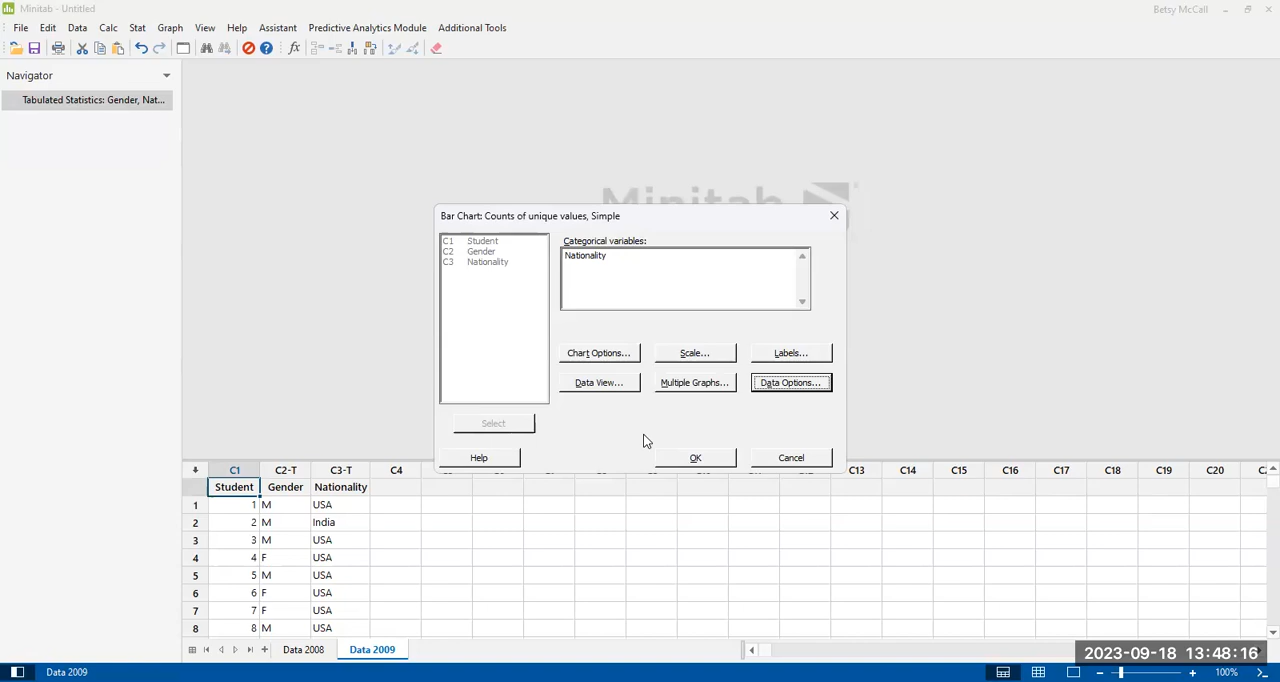 Minitab - Untitled
Betsy McCall
File Edit Data Calc Stat Graph View Help Assistant Predictive Analytics Module Additional Tools
Navigator
Tabulated Statistics: Gender, Nat...
Minitab
Bar Chart: Counts of unique values, Simple
C1 Student
C2 Gender
C3 Nationality
Categorical variables:
Nationality
Chart Options... Scale... Labels...
Data View... Multiple Graphs... Data Options...
Select
Help OK Cancel
C1 C2-T C3-T C4 C13 C14 C15 C16 C17 C18 C19 C20
Student Gender Nationality
1 1 M USA
2 2 M India
3 3 M USA
4 4 F USA
5 5 M USA
6 6 F USA
7 7 F USA
8 8 M USA
Data 2008 Data 2009
2023-09-18 13:48:16
Data 2009
100%